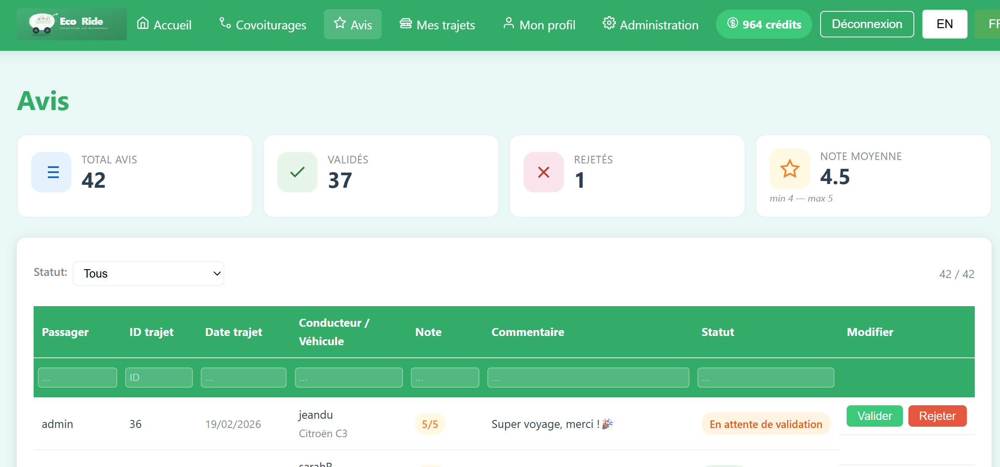 Eco Ride
COVOITURAGE ÉCO-RESPONSABLE
Accueil
Covoiturages
Avis
Mes trajets
Mon profil
Administration
964 crédits
Déconnexion
EN
Avis
TOTAL AVIS
42
VALIDÉS
37
REJETÉS
1
NOTE MOYENNE
4.5
min 4 — max 5
Statut:
Tous
42 / 42
Passager
ID trajet
Date trajet
Conducteur /
Véhicule
Note
Commentaire
Statut
Modifier
...
ID
...
...
...
...
...
admin
36
19/02/2026
jeandu
Citroën C3
5/5
Super voyage, merci !🎉
En attente de validation
Valider
Rejeter